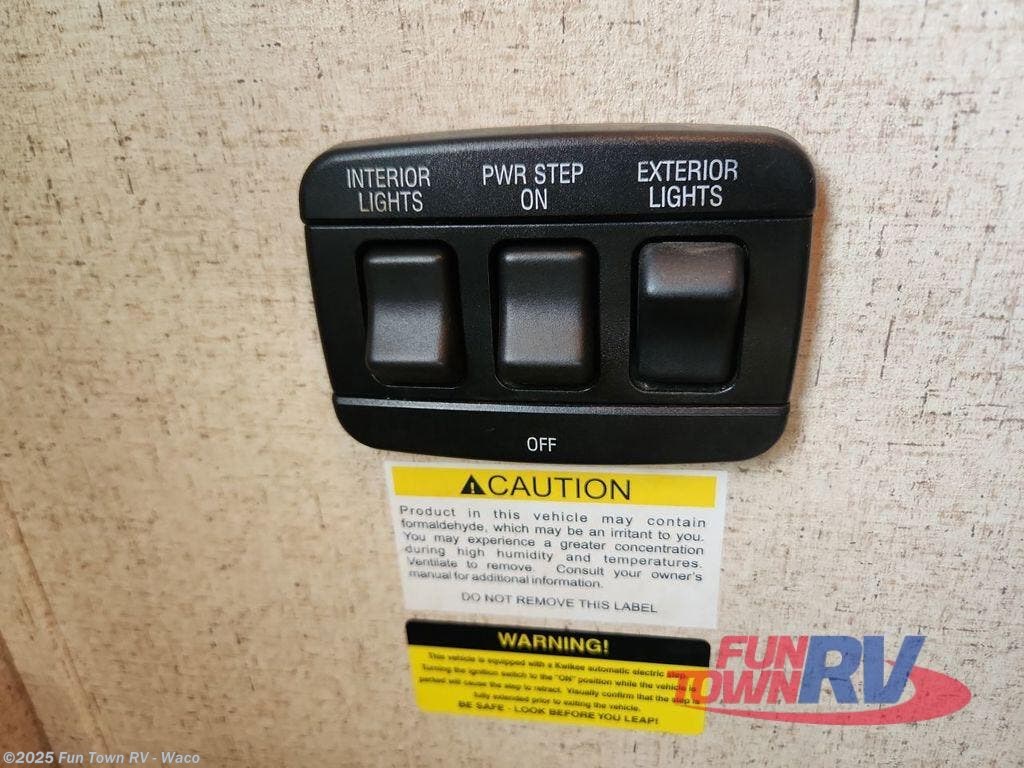 INTERIOR LIGHTS
PWR STEP ON
EXTERIOR LIGHTS
OFF
CAUTION
Product in this vehicle may contain
formaldehyde, which may be an irritant to you.
You may experience a greater concentration
during high humidity and temperatures.
Ventilate to remove. Consult your owner's
manual for additional information.
DO NOT REMOVE THIS LABEL
WARNING!
This vehicle is equipped with a Kwikee automatic electric
Turning the ignition switch to the "ON" position while the vehicle is
parked will cause the step to retract. Visually confirm that the step is
fully extended prior to exiting the vehicle.
BE SAFE - LOOK BEFORE YOU LEAP!
FUN TOWN RV
©2025 Fun Town RV - Waco